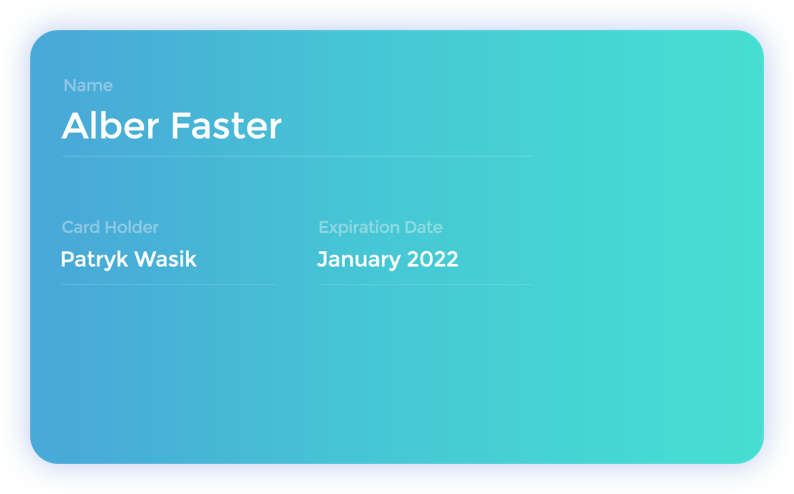 Name
Alber Faster
Card Holder
Expiration Date
Patryk Wasik
January 2022